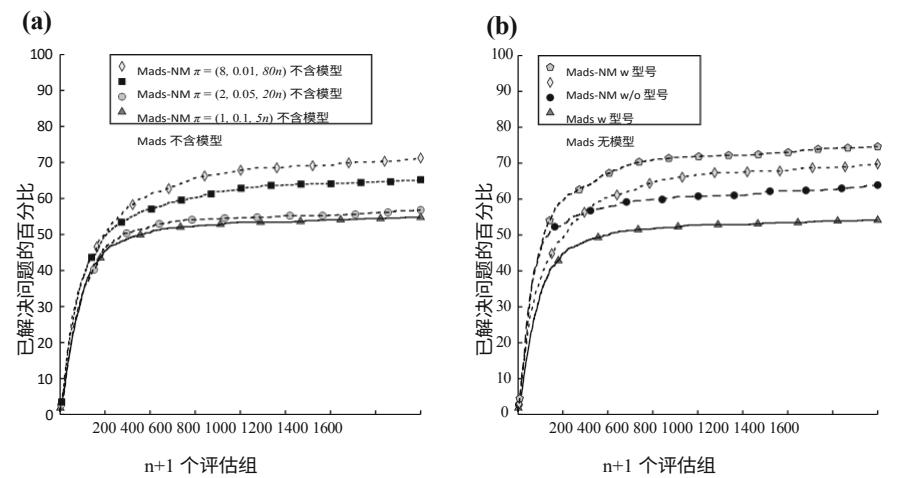 (a)
100
90
80
70
60
50
40
30
20
10
0
已解决问题的百分比
Mads-NM π = (8, 0.01, 80n) 不含模型
Mads-NM π = (2, 0.05, 20n) 不含模型
Mads-NM π = (1, 0.1, 5n) 不含模型
Mads 不含模型
200 400 600 800 1000 1200 1400 1600
n+1 个评估组
(b)
100
90
80
70
60
50
40
30
20
10
0
已解决问题的百分比
Mads-NM w 型号
Mads-NM w/o 型号
Mads w 型号
Mads 无模型
200 400 600 800 1000 1200 1400 1600
n+1 个评估组